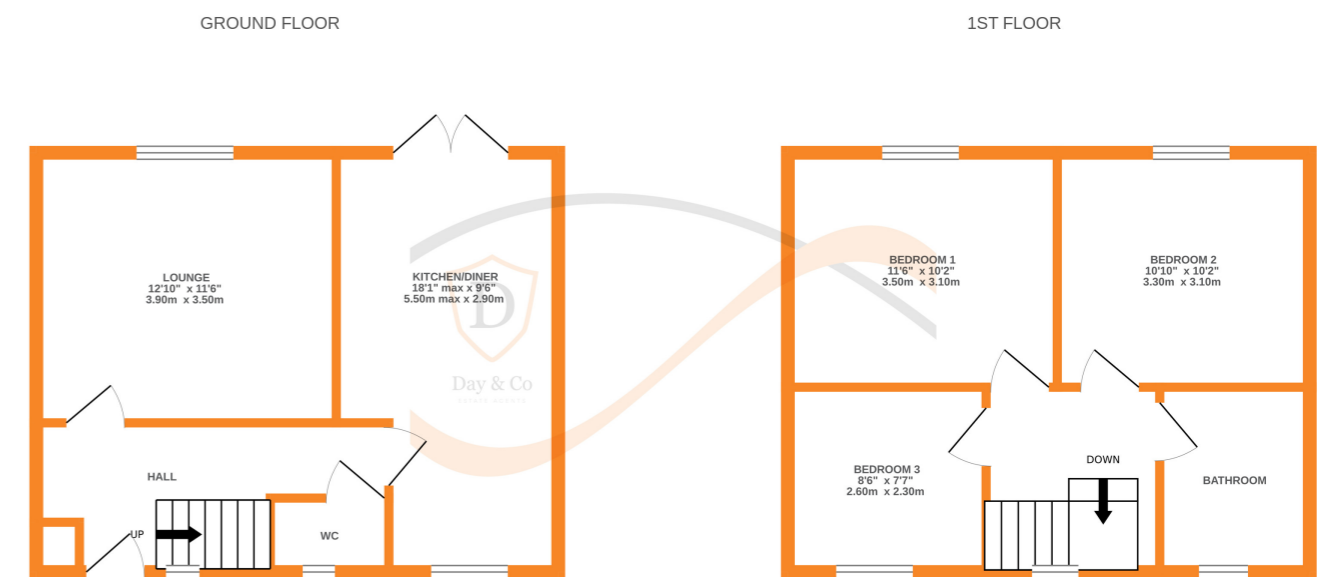 GROUND FLOOR
1ST FLOOR
LOUNGE
12'10" x 11'6"
3.90m x 3.50m
KITCHEN/DINER
18'1" max x 9'6"
5.50m max x 2.90m
D
Day & Co
ESTATE AGENTS
HALL
UP
WC
BEDROOM 1
11'6" x 10'2"
3.50m x 3.10m
BEDROOM 2
10'10" x 10'2"
3.30m x 3.10m
BEDROOM 3
8'6" x 7'7"
2.60m x 2.30m
DOWN
BATHROOM